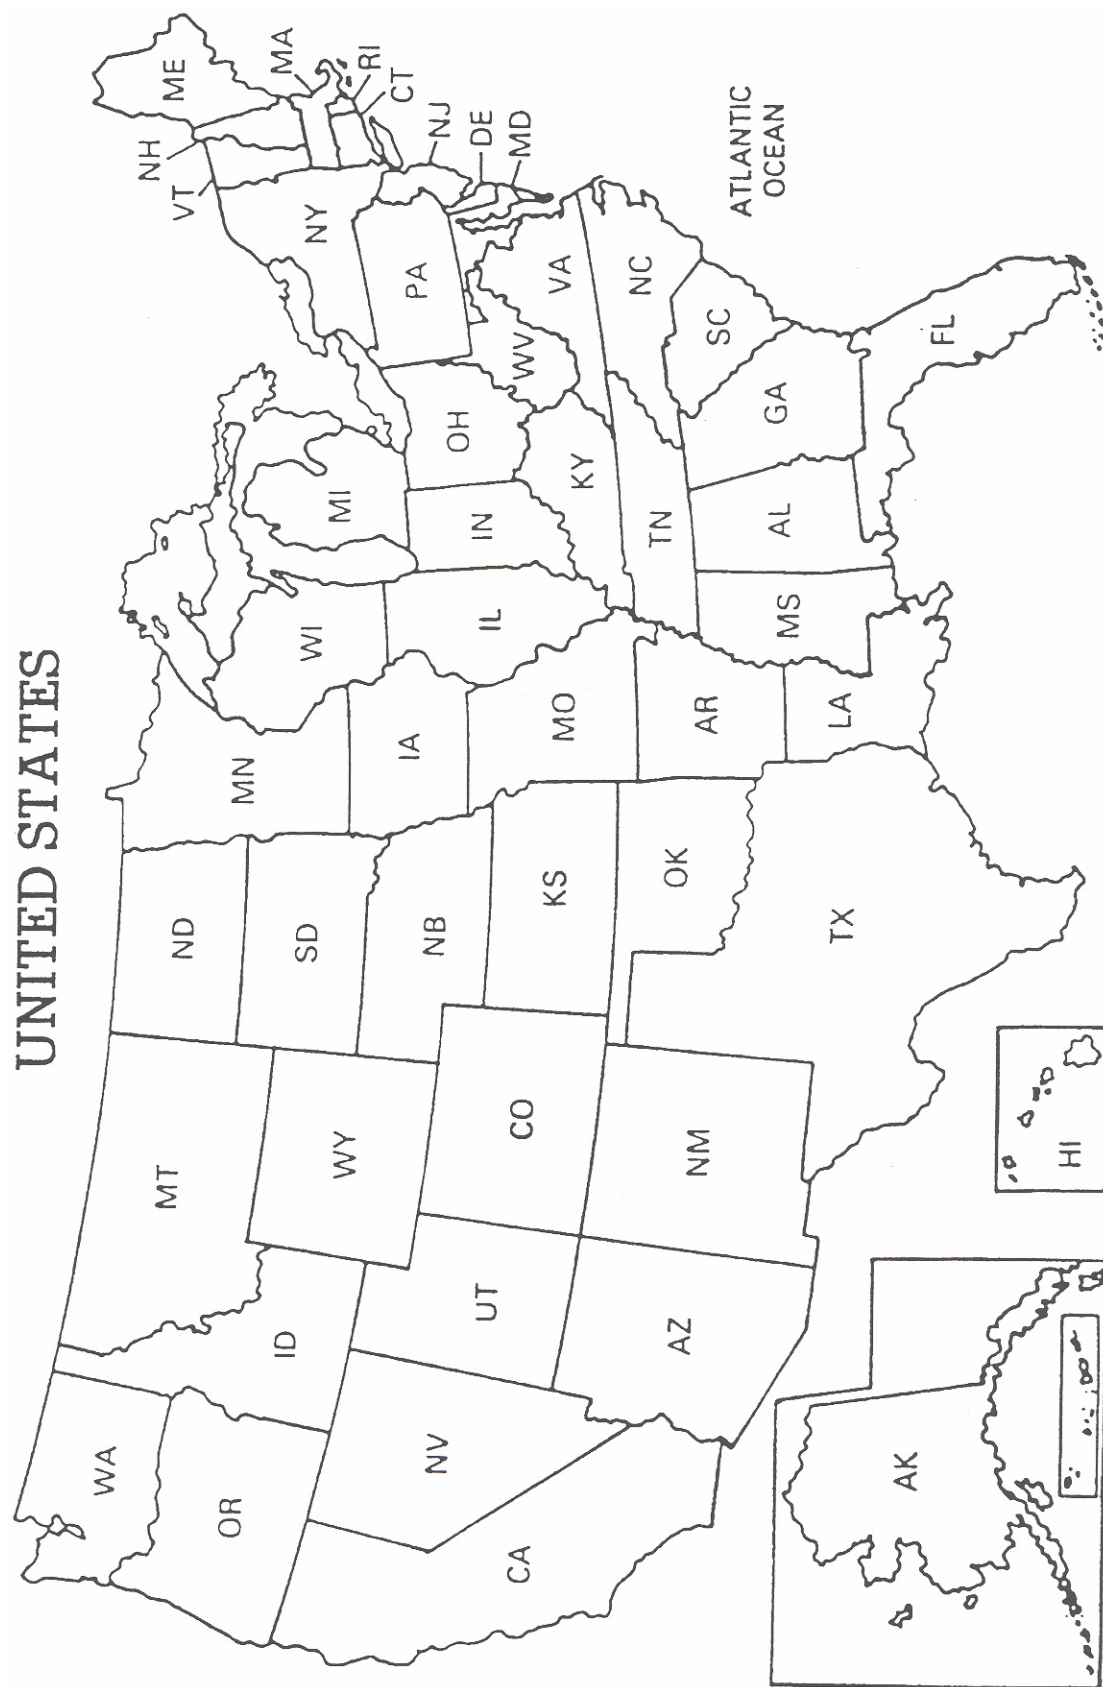 UNITED STATES
WA
OR
CA
NV
ID
MT
WY
UT
AZ
CO
NM
ND
SD
NB
KS
OK
TX
MN
IA
MO
AR
LA
WI
IL
MS
MI
IN
KY
TN
AL
OH
WV
GA
FL
SC
NC
VA
PA
NY
VT
NH
ME
MA
RI
CT
NJ
DE
MD
ATLANTIC
OCEAN
AK
HI